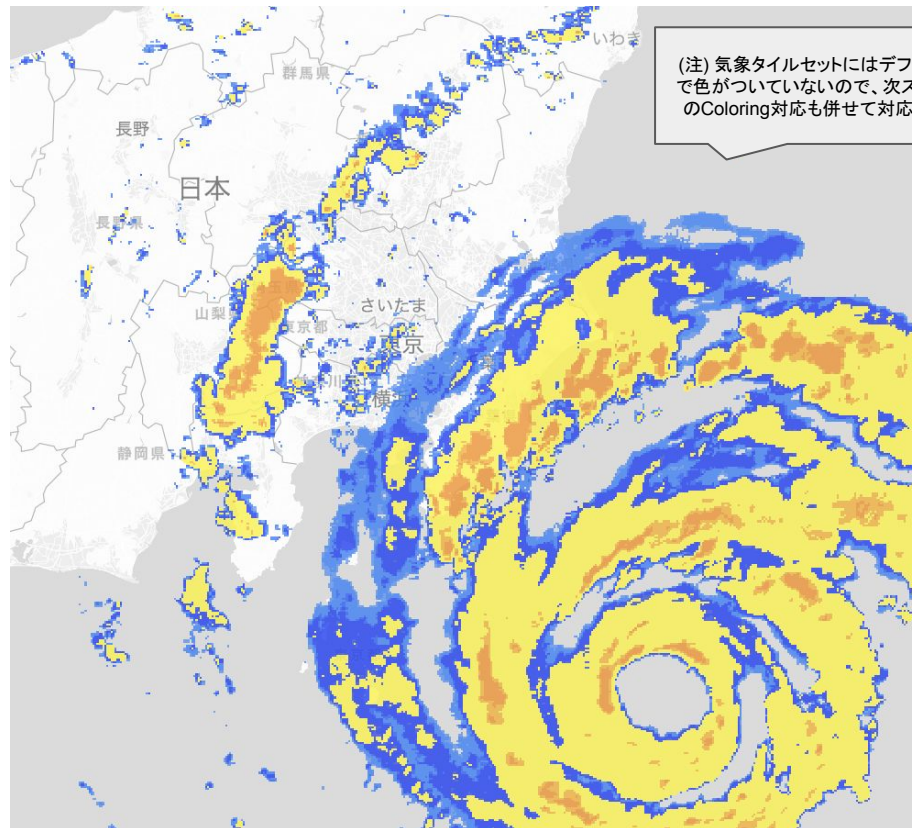 いわき
(注) 気象タイルセットにはデフ
で色がついていないので、次ス
のColoring対応も併せて対応
群馬県
長野
日本
長野県
さいたま
山梨
東京都
東京
川
横
静岡県